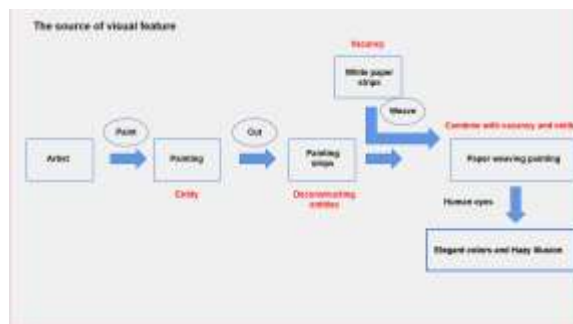 The source of visual feature
Vacancy
White paper
strips
Weave
Paint
Cut
Combine with vacancy and
Artist
Painting
Painting
strips
Paper weaving painting
Entity
Deconstructing
entities
Human eyes
Elegant colors and Hazy illusion